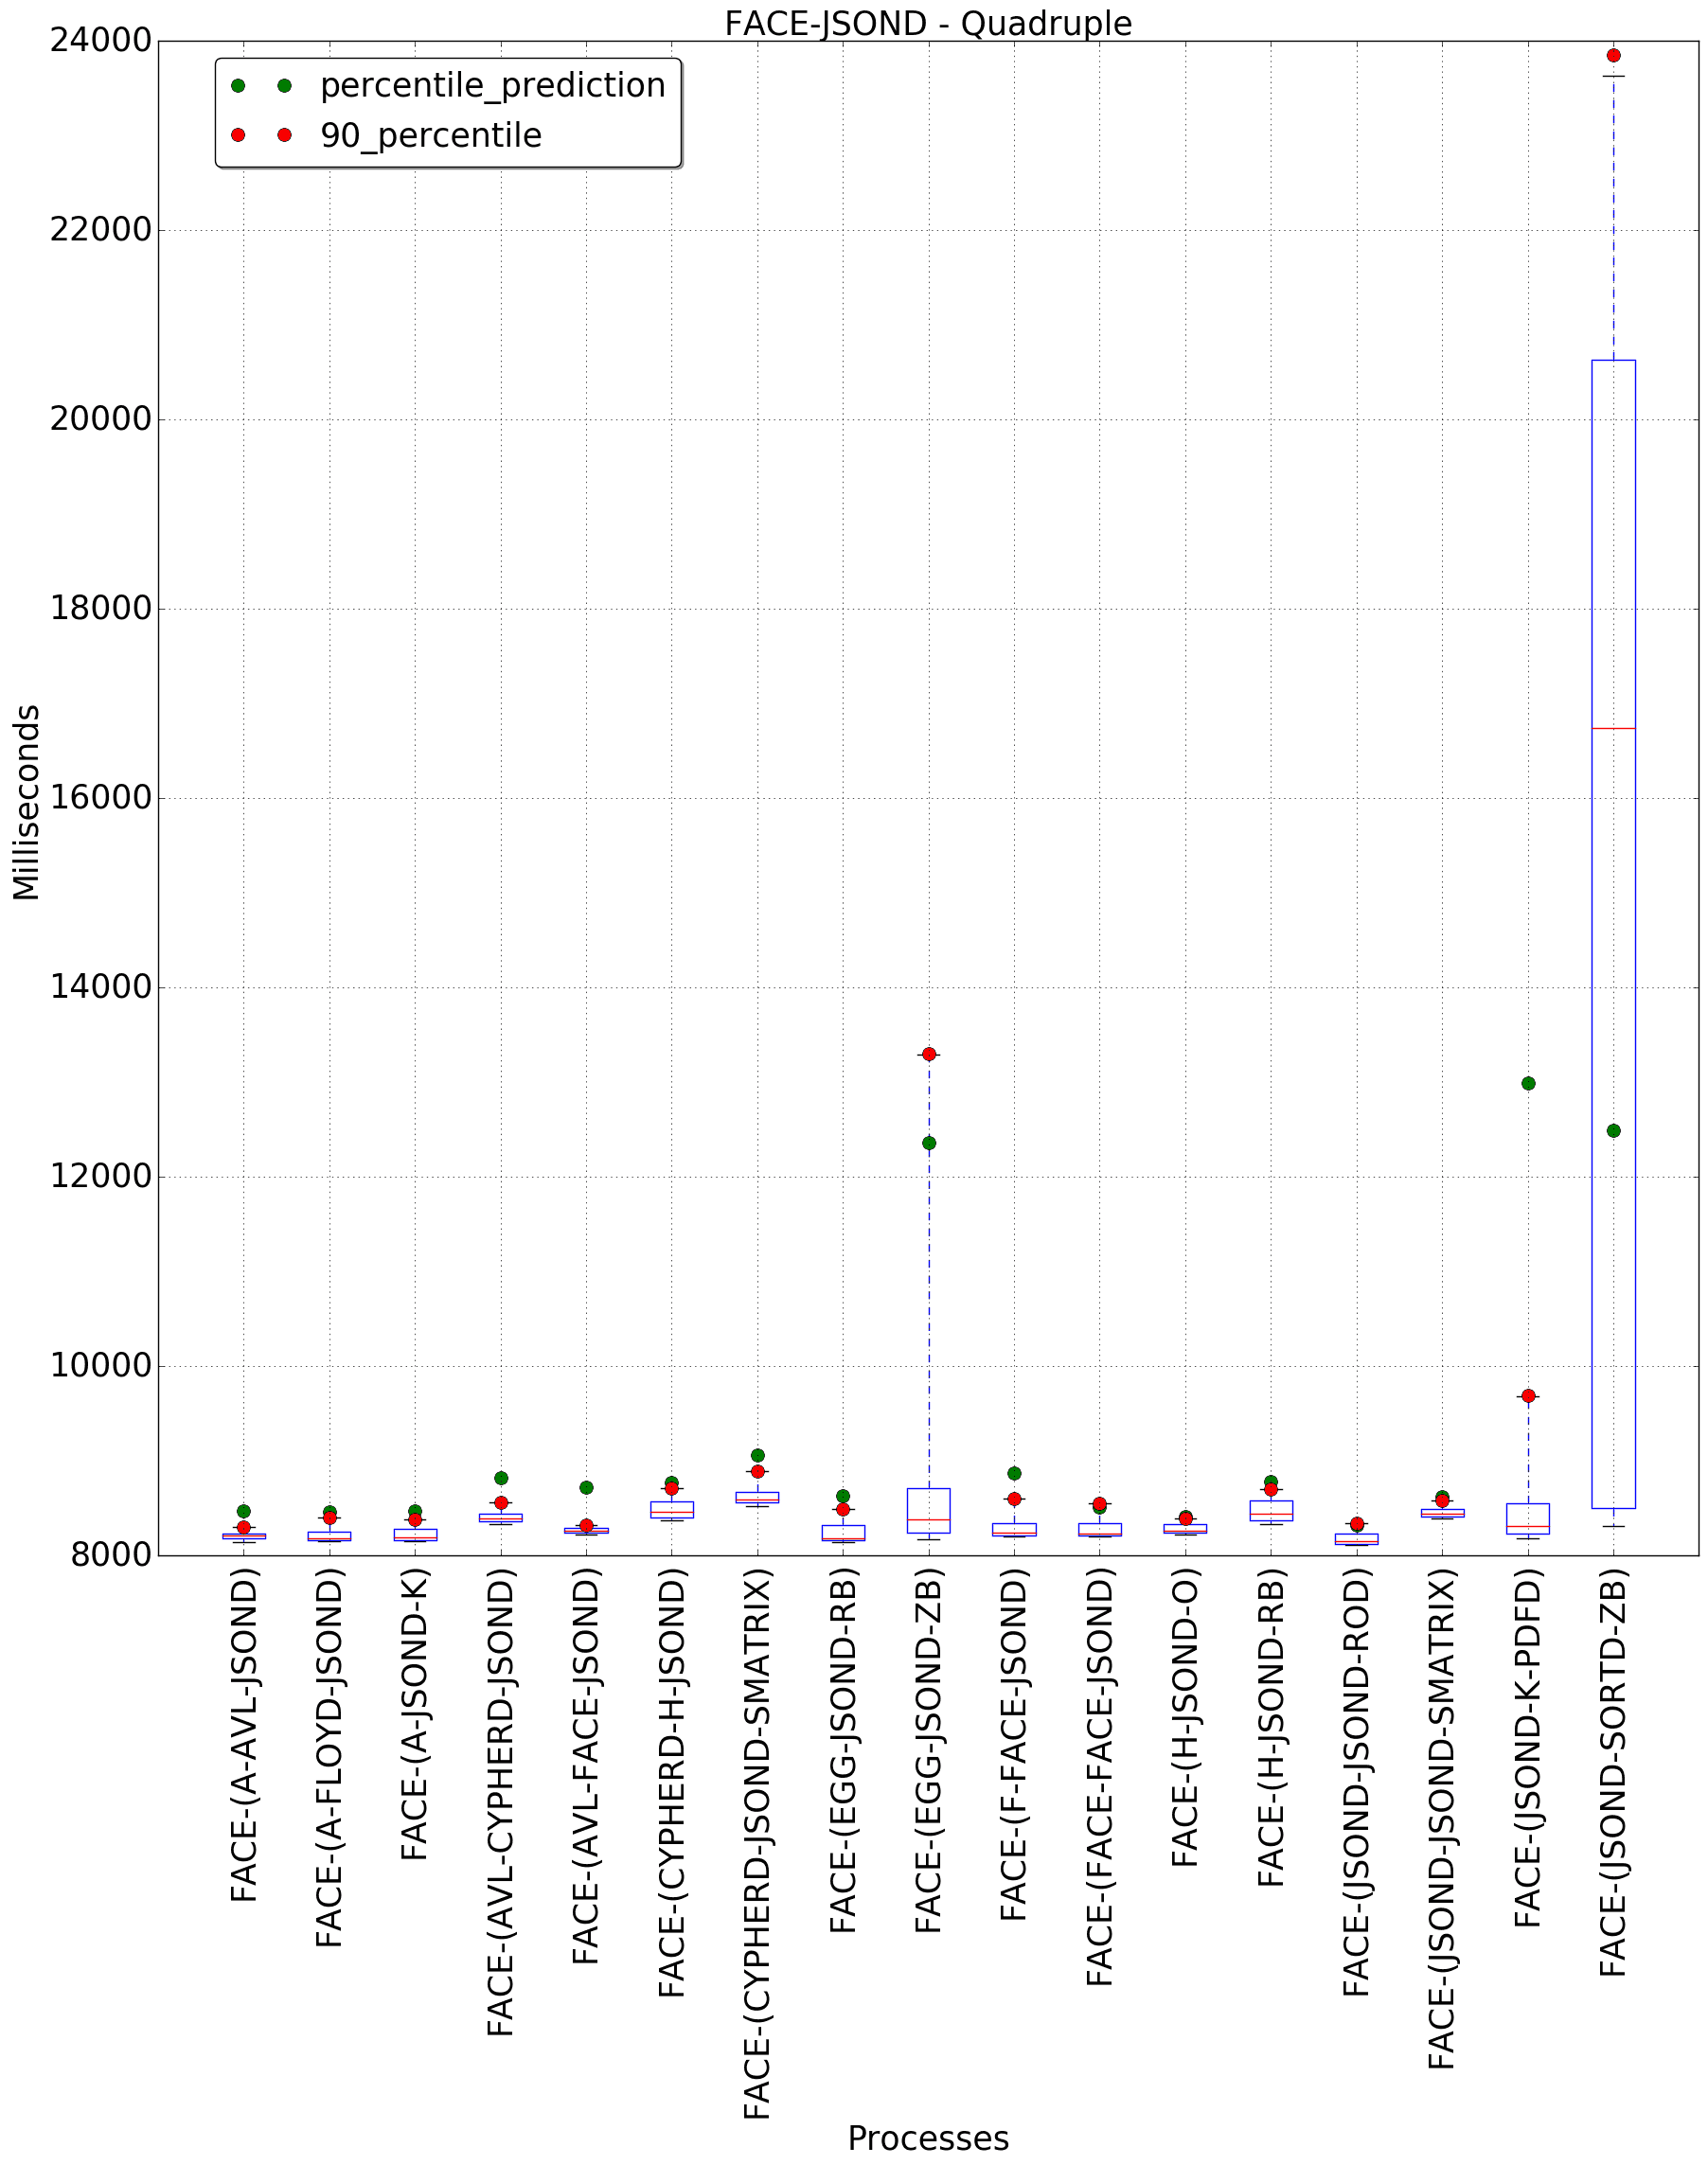 FACE-JSOND - Quadruple
percentile_prediction
90_percentile
24000
22000
20000
18000
16000
14000
12000
10000
8000
Milliseconds
FACE-(A-AVL-JSOND)
FACE-(A-FLOYD-JSOND)
FACE-(A-JSOND-K)
FACE-(AVL-CYPHERD-JSOND)
FACE-(AVL-FACE-JSOND)
FACE-(CYPHERD-H-JSOND)
FACE-(CYPHERD-JSOND-SMATRIX)
FACE-(EGG-JSOND-RB)
FACE-(EGG-JSOND-ZB)
FACE-(F-FACE-JSOND)
FACE-(FACE-FACE-JSOND)
FACE-(H-JSOND-O)
FACE-(H-JSOND-RB)
FACE-(JSOND-JSOND-ROD)
FACE-(JSOND-JSOND-SMATRIX)
FACE-(JSOND-K-PDFD)
FACE-(JSOND-SORTD-ZB)
Processes